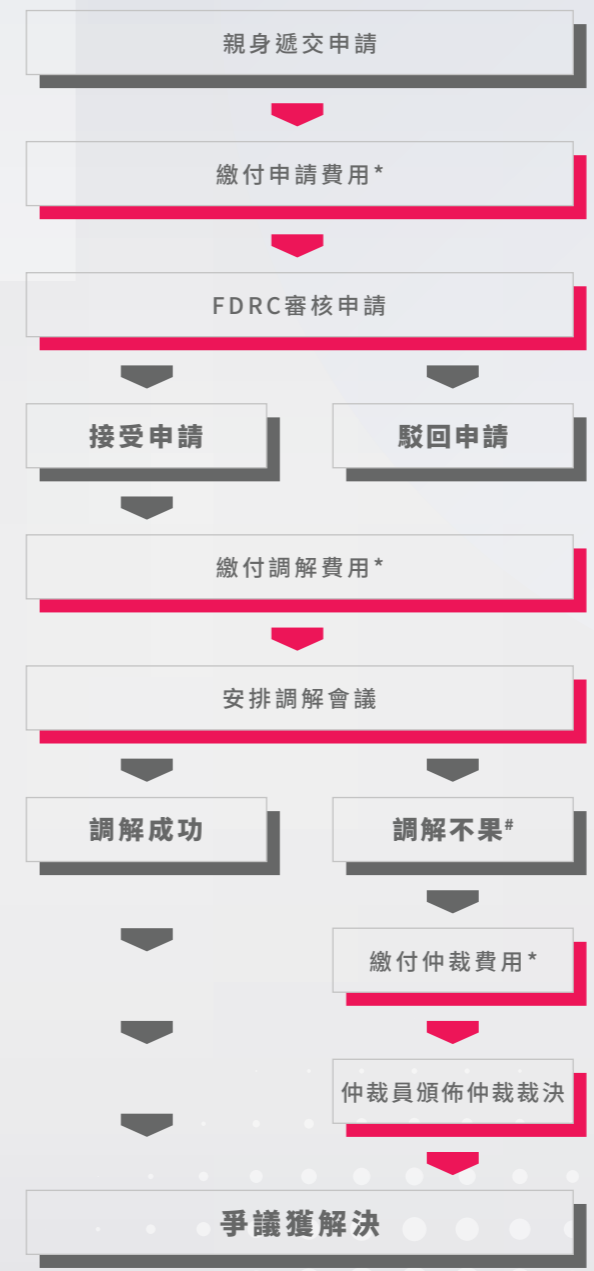 親身遞交申請
繳付申請費用*
FDRC審核申請
接受申請
駁回申請
繳付調解費用*
安排調解會議
調解成功
調解不果#
繳付仲裁費用*
仲裁員頒佈仲裁裁決
爭議獲解決